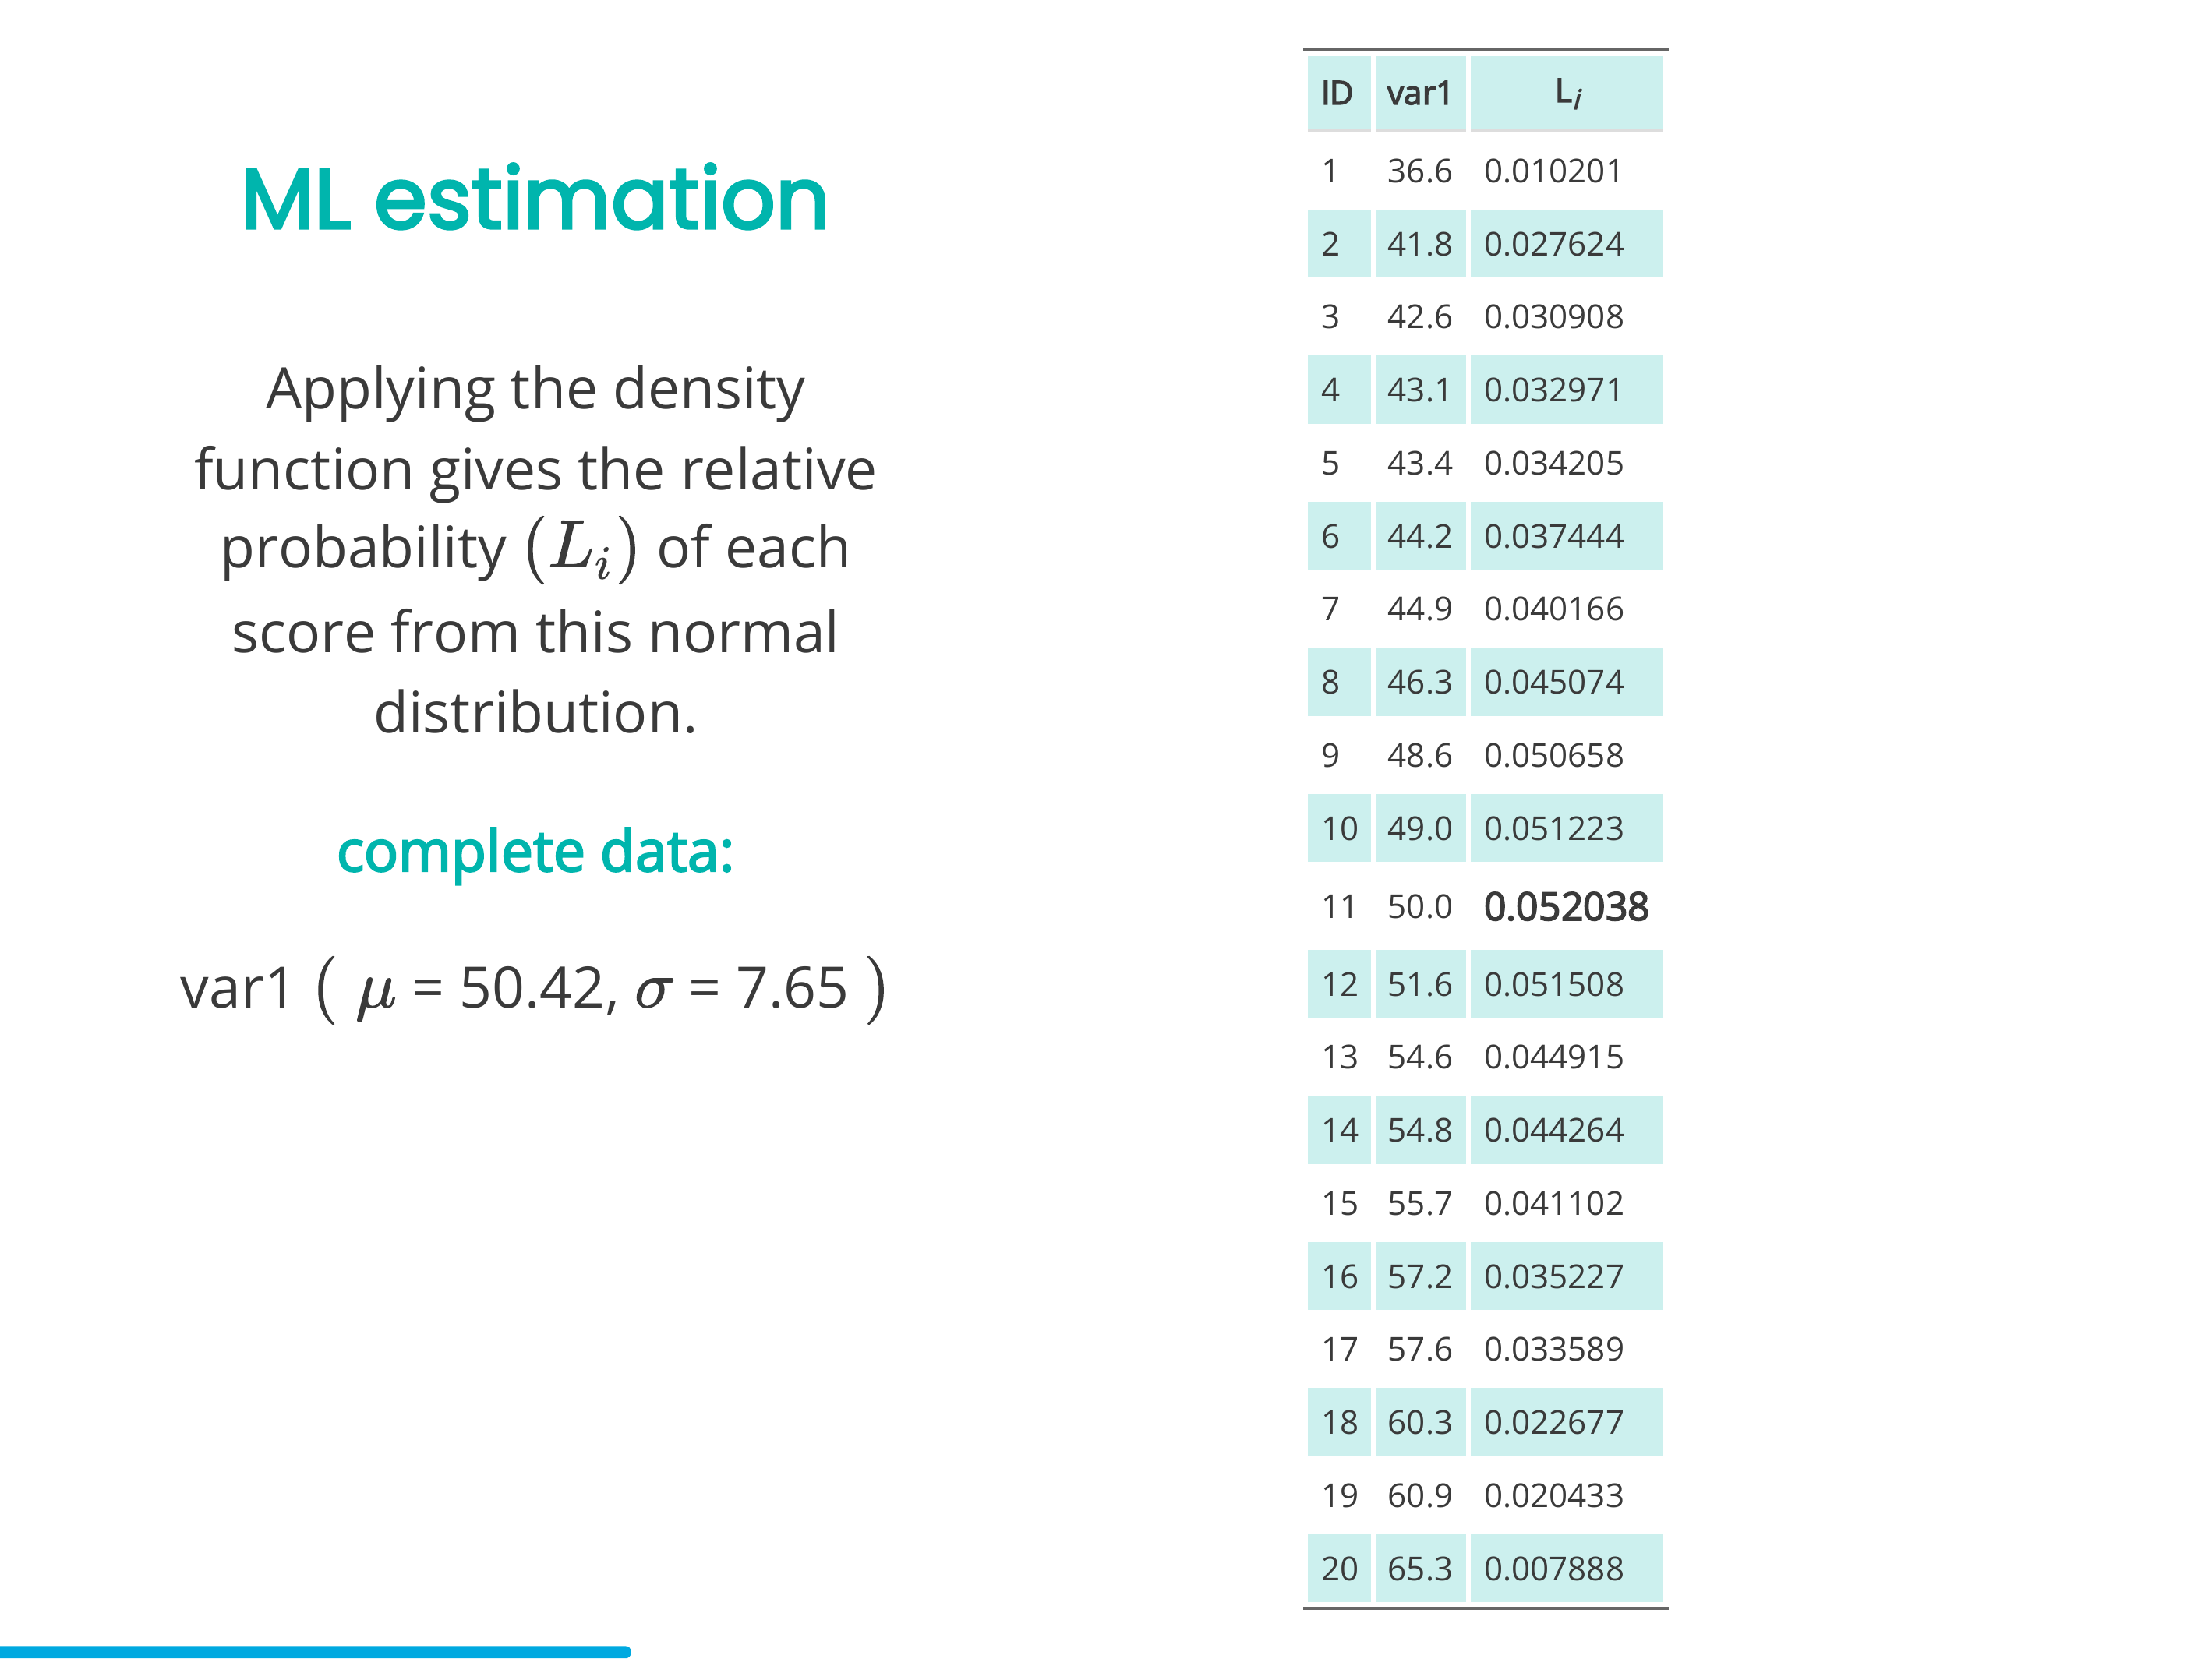 ML estimation
Applying the density
function gives the relative
probability (Lᵢ) of each
score from this normal
distribution.
complete data:
var1 ( μ = 50.42, σ = 7.65 )
ID var1 Lᵢ
1 36.6 0.010201
2 41.8 0.027624
3 42.6 0.030908
4 43.1 0.032971
5 43.4 0.034205
6 44.2 0.037444
7 44.9 0.040166
8 46.3 0.045074
9 48.6 0.050658
10 49.0 0.051223
11 50.0 0.052038
12 51.6 0.051508
13 54.6 0.044915
14 54.8 0.044264
15 55.7 0.041102
16 57.2 0.035227
17 57.6 0.033589
18 60.3 0.022677
19 60.9 0.020433
20 65.3 0.007888